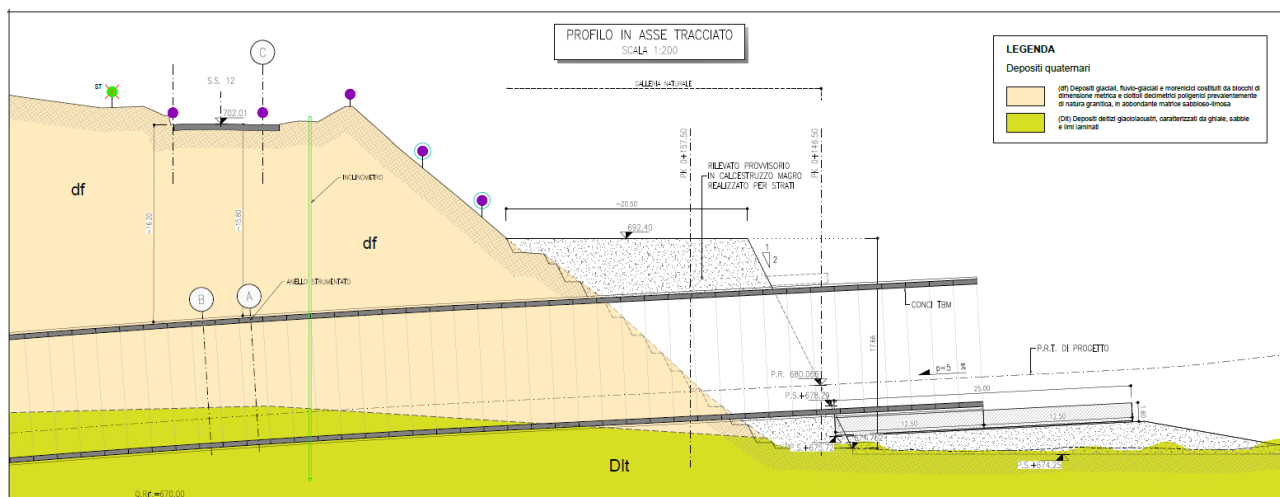 PROFILO IN ASSE TRACCIATO
SCALA 1:200
LEGENDA
Depositi quaternari
(df) Depositi glaciali, fluvio-glaciali e morenici costituiti da blocchi di
dimensione metrica e ciottoli decimetrici poligenici prevalentemente
di natura granitica, in abbondante matrice sabbioso-limosa
(Dlt) Depositi deltizi glaciolacustri, caratterizzati da ghiaie, sabbie
e limi laminati
C
S.S. 12
ST
702.01
GALLERIA NATURALE
PK 0+157.50
PK 0+146.50
RILEVATO PROVVISORIO
IN CALCESTRUZZO MAGRO
REALIZZATO PER STRATI
INCLINOMETRO
df
~16.20
~15.80
df
~20.50
692.40
1
2
ANELLO STRUMENTATO
B
A
CONCI TBM
17.66
P.R.T. DI PROGETTO
P.R. 680.066
p=5
25.00
P.S.+678.29
12.50
12.50
Dlt
P.S.+674.25
Q.Rif.=670.00